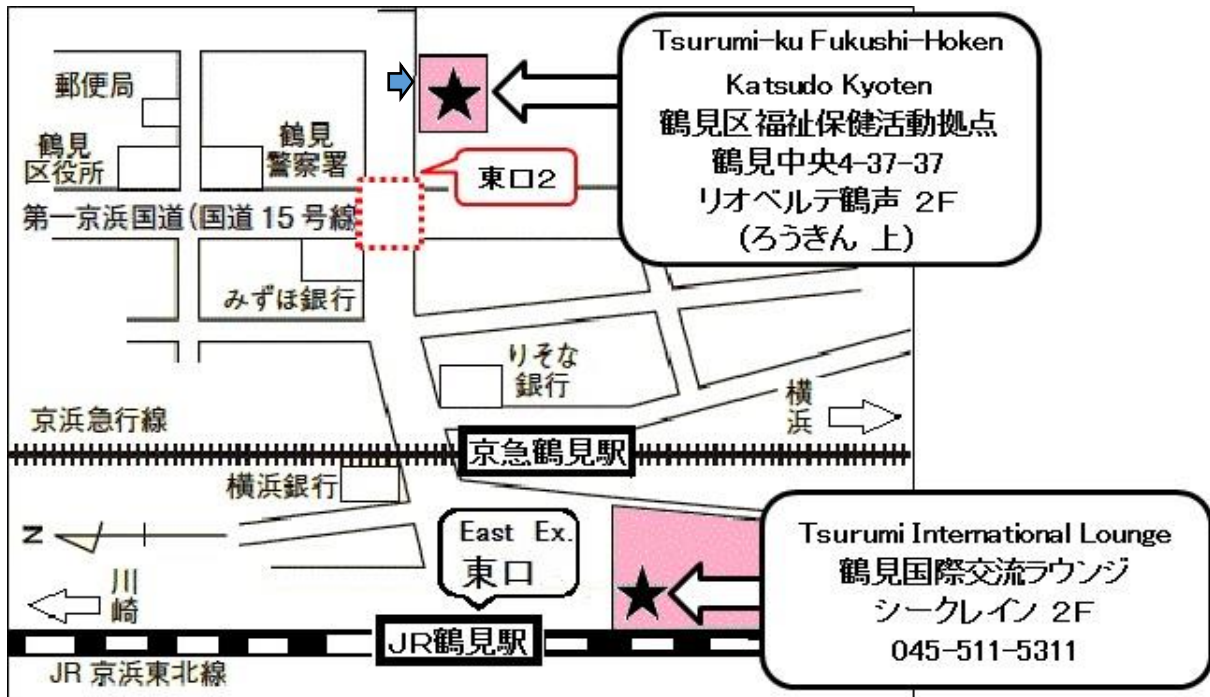 Tsurumi-ku Fukushi-Hoken
Katsudo Kyoten
鶴見区福祉保健活動拠点
鶴見中央4-37-37
リオベルデ鶴声 2F
(ろうきん 上)
郵便局
鶴見
区役所
鶴見
警察署
東口2
第一京浜国道(国道15号線
みずほ銀行
りそな
銀行
横浜
京浜急行線
京急鶴見駅
横浜銀行
N
East Ex.
東口
川崎
JR鶴見駅
JR 京浜東北線
Tsurumi International Lounge
鶴見国際交流ラウンジ
シークレイン 2F
045-511-5311